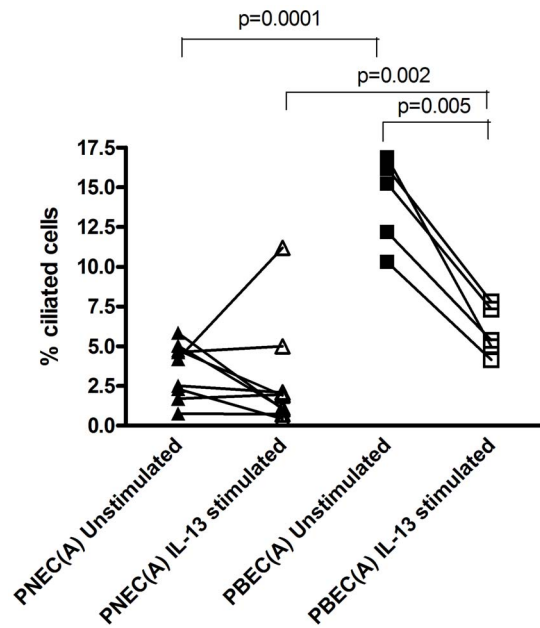 p=0.0001
p=0.002
p=0.005
17.5
15.0
12.5
10.0
7.5
5.0
2.5
0.0
% ciliated cells
PNEC(A) Unstimulated
PNEC(A) IL-13 stimulated
PBEC(A) Unstimulated
PBEC(A) IL-13 stimulated